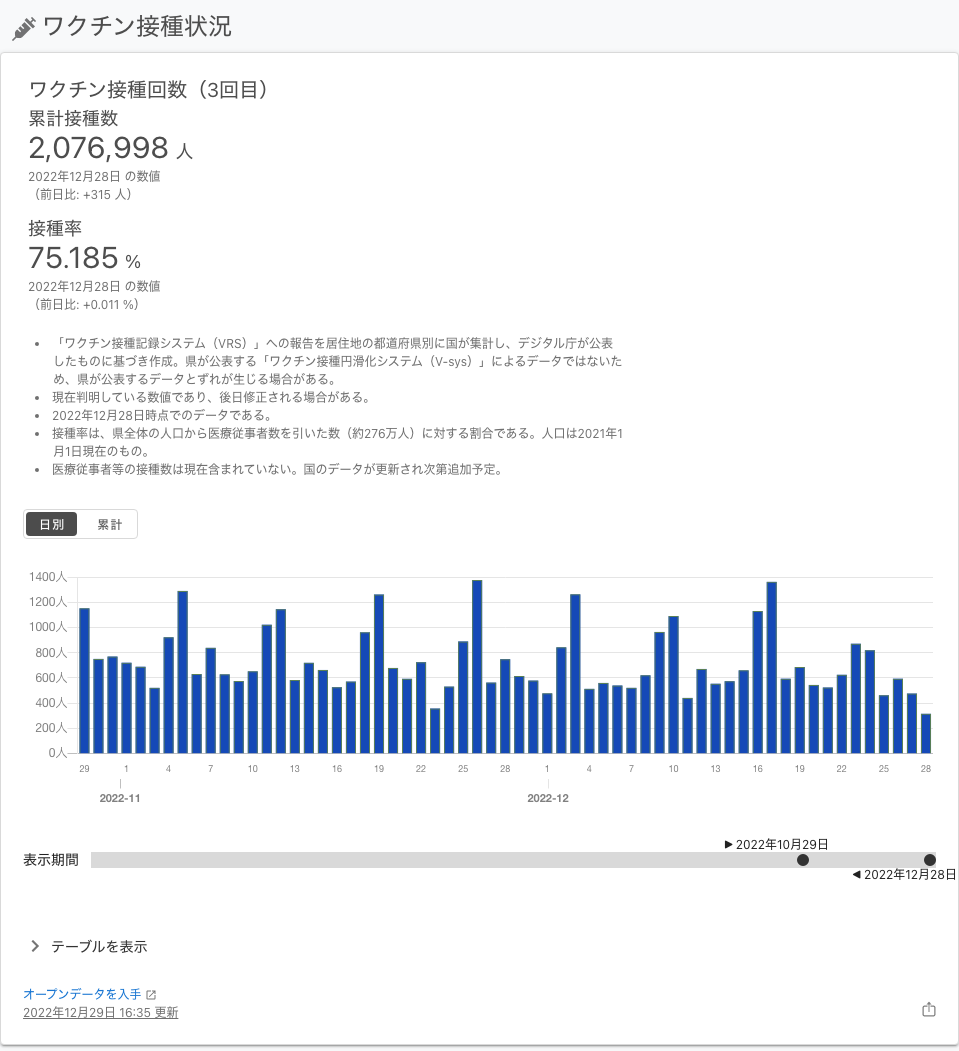 ワクチン接種状況
ワクチン接種回数（3回目）
累計接種数
2,076,998 人
2022年12月28日 の数値
（前日比: +315 人）
接種率
75.185 %
2022年12月28日 の数値
（前日比: +0.011 %）
• 「ワクチン接種記録システム（VRS）」への報告を居住地の都道府県別に国が集計し、デジタル庁が公表
したものに基づき作成。県が公表する「ワクチン接種円滑化システム（V-sys）」によるデータではないた
め、県が公表するデータとずれが生じる場合がある。
• 現在判明している数値であり、後日修正される場合がある。
• 2022年12月28日時点でのデータである。
• 接種率は、県全体の人口から医療従事者数を引いた数（約276万人）に対する割合である。人口は2021年1
月1日現在のもの。
• 医療従事者等の接種数は現在含まれていない。国のデータが更新され次第追加予定。
日別 累計
1400人
1200人
1000人
800人
600人
400人
200人
0人
29 1 4 7 10 13 16 19 22 25 28 1 4 7 10 13 16 19 22 25 28
2022-11 2022-12
▶ 2022年10月29日
表示期間
◀ 2022年12月28日
テーブルを表示
オープンデータを入手
2022年12月29日 16:35 更新